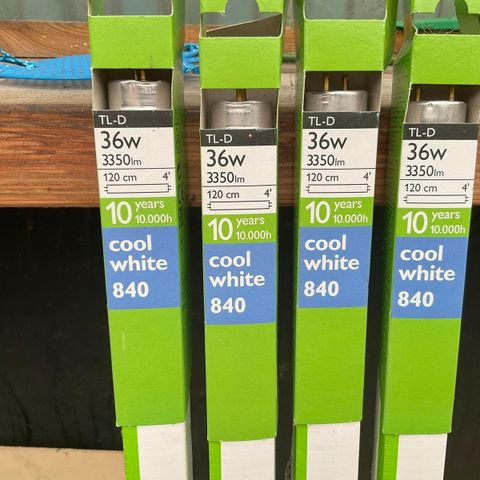 TL-D
36w
3350lm
120 cm 4'
10 years
10.000h
cool
white
840
TL-D
36w
3350lm
120 cm 4'
10 years
10.000h
cool
white
840
TL-D
36w
3350lm
120 cm 4'
10 years
10.000h
cool
white
840
TL-D
36w
3350lm
120 cm 4'
10 years
10.000h
cool
white
840